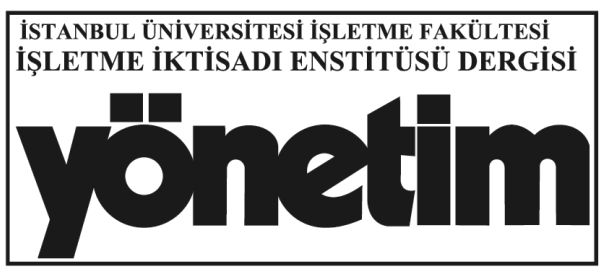 İSTANBUL ÜNİVERSİTESİ İŞLETME FAKÜLTESİ
İŞLETME İKTİSADI ENSTİTÜSÜ DERGİSİ
yönetim